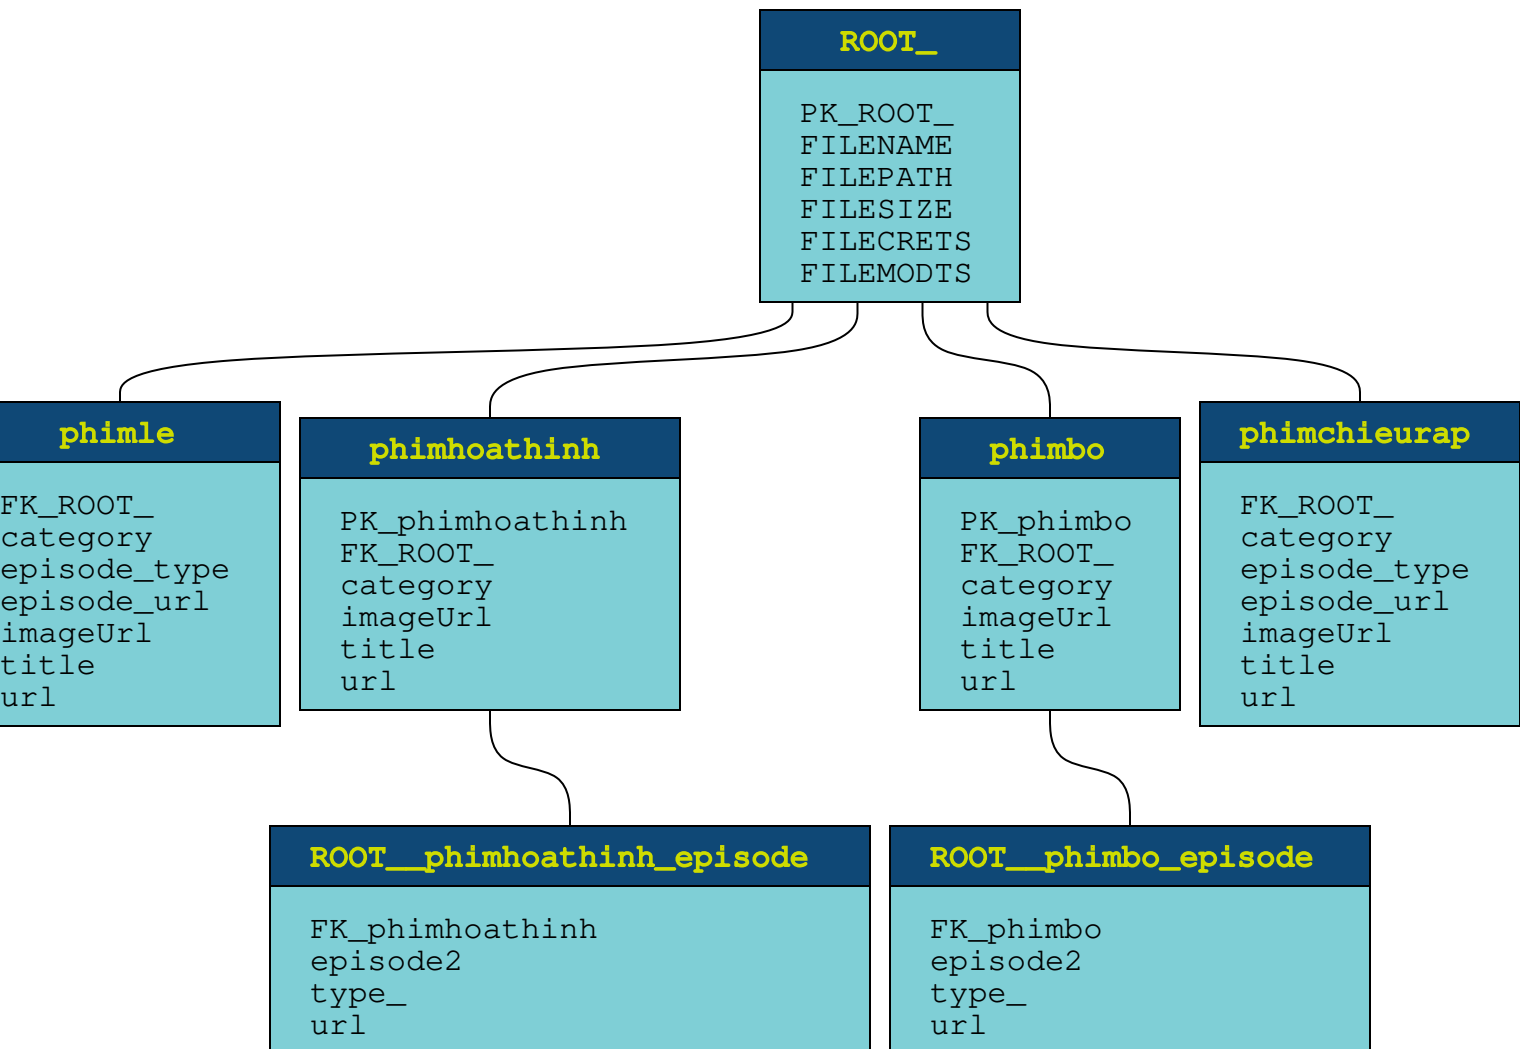 ROOT_
PK_ROOT_
FILENAME
FILEPATH
FILESIZE
FILECRETS
FILEMODTS
phimle
FK_ROOT_
category
episode_type
episode_url
imageUrl
title
url
phimhoathinh
PK_phimhoathinh
FK_ROOT_
category
imageUrl
title
url
phimbo
PK_phimbo
FK_ROOT_
category
imageUrl
title
url
phimchieurap
FK_ROOT_
category
episode_type
episode_url
imageUrl
title
url
ROOT__phimhoathinh_episode
FK_phimhoathinh
episode2
type_
url
ROOT__phimbo_episode
FK_phimbo
episode2
type_
url